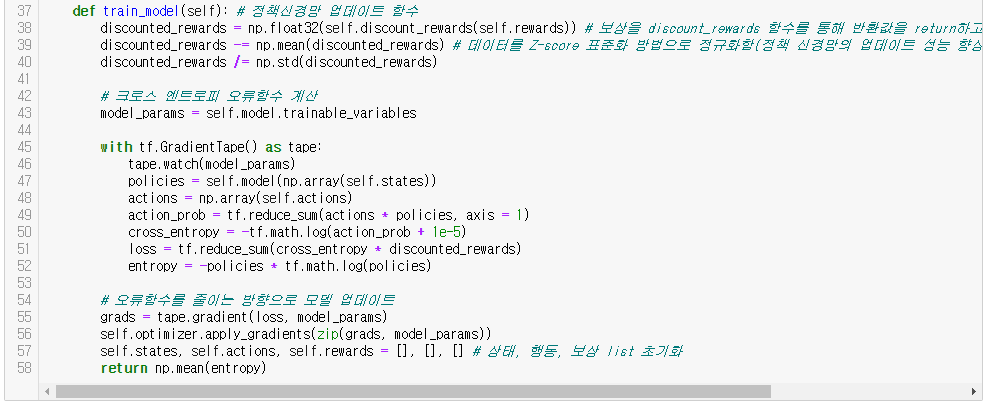 37 def train_model(self): # 정책신경망 업데이트 함수
38 discounted_rewards = np.float32(self.discount_rewards(self.rewards)) # 보상을 discount_rewards 함수를 통해 반환값을 return하고
39 discounted_rewards -= np.mean(discounted_rewards) # 데이터를 Z-score 표준화 방법으로 정규화함(정책 신경망의 업데이트 성능 향상
40 discounted_rewards /= np.std(discounted_rewards)
41
42 # 크로스 엔트로피 오류함수 계산
43 model_params = self.model.trainable_variables
44
45 with tf.GradientTape() as tape:
46 tape.watch(model_params)
47 policies = self.model(np.array(self.states))
48 actions = np.array(self.actions)
49 action_prob = tf.reduce_sum(actions * policies, axis = 1)
50 cross_entropy = -tf.math.log(action_prob + 1e-5)
51 loss = tf.reduce_sum(cross_entropy * discounted_rewards)
52 entropy = -policies * tf.math.log(policies)
53
54 # 오류함수를 줄이는 방향으로 모델 업데이트
55 grads = tape.gradient(loss, model_params)
56 self.optimizer.apply_gradients(zip(grads, model_params))
57 self.states, self.actions, self.rewards = [], [], [] # 상태, 행동, 보상 list 초기화
58 return np.mean(entropy)